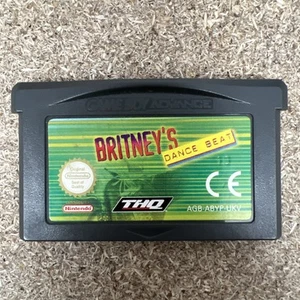 GAME BOY ADVANCE
BRITNEY'S
DANCE BEAT
Nintendo
THQ
CE
AGB-ABYP-UKV